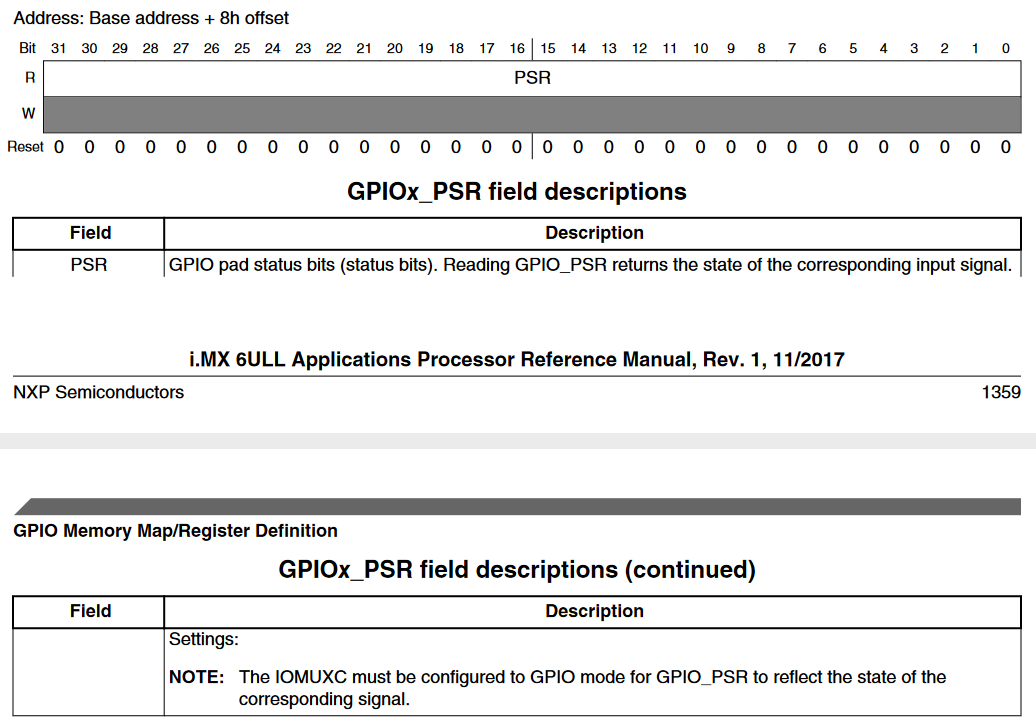 Address: Base address + 8h offset
Bit 31 30 29 28 27 26 25 24 23 22 21 20 19 18 17 16 15 14 13 12 11 10 9 8 7 6 5 4 3 2 1 0
R PSR
W
Reset 0 0 0 0 0 0 0 0 0 0 0 0 0 0 0 0 0 0 0 0 0 0 0 0 0 0 0 0 0 0 0 0
GPIOx_PSR field descriptions
Field Description
PSR GPIO pad status bits (status bits). Reading GPIO_PSR returns the state of the corresponding input signal.
i.MX 6ULL Applications Processor Reference Manual, Rev. 1, 11/2017
NXP Semiconductors 1359
GPIO Memory Map/Register Definition
GPIOx_PSR field descriptions (continued)
Field Description
Settings:
NOTE: The IOMUXC must be configured to GPIO mode for GPIO_PSR to reflect the state of the
corresponding signal.